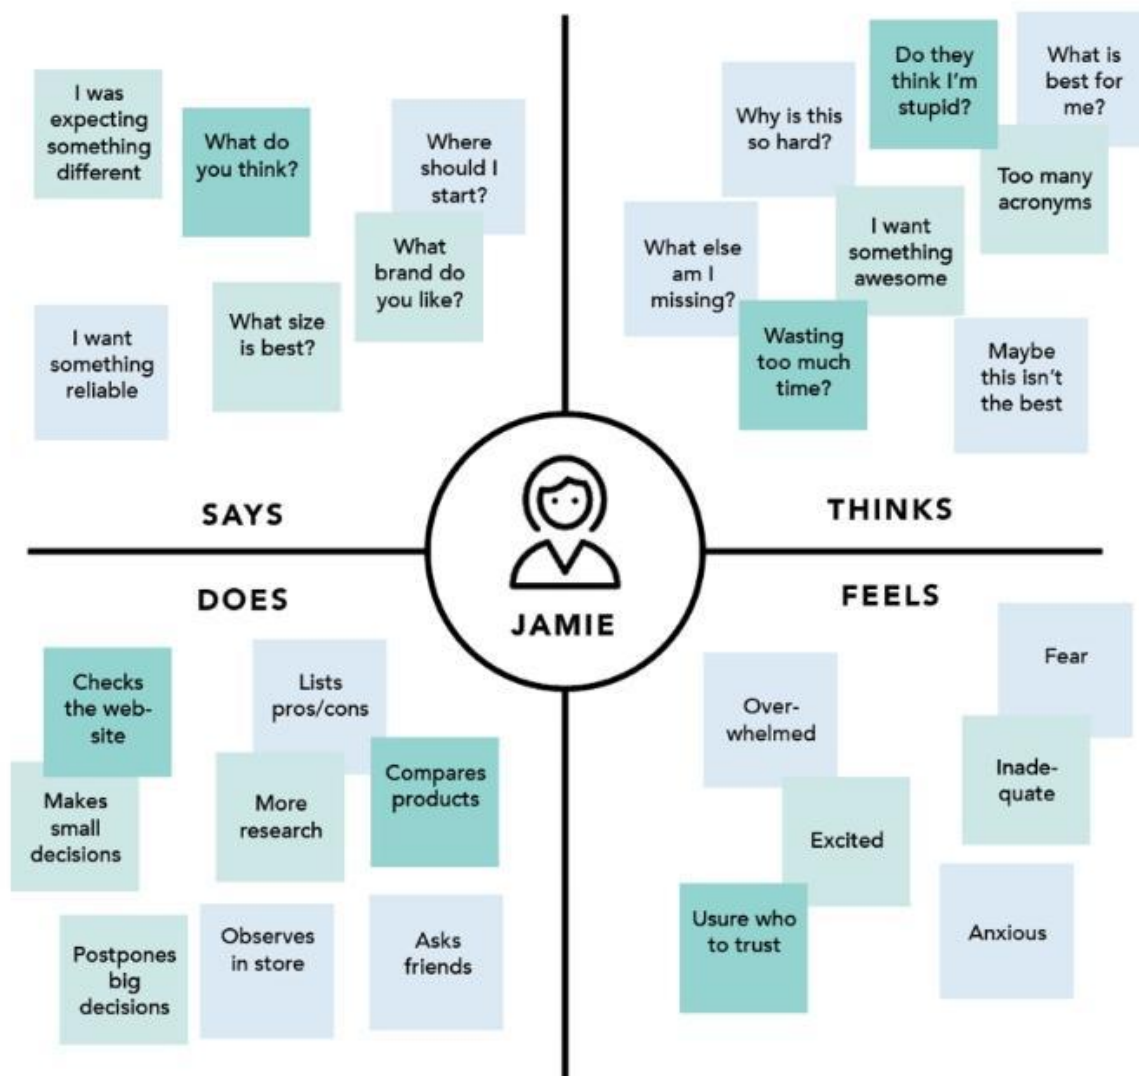 I was
expecting
something
different
What do
you think?
Where
should I
start?
What
brand do
you like?
What size
is best?
I want
something
reliable
SAYS
Do they
think I'm
stupid?
What is
best for
me?
Why is this
so hard?
Too many
acronyms
I want
something
awesome
What else
am I
missing?
Wasting
too much
time?
Maybe
this isn't
the best
THINKS
JAMIE
DOES
Checks
the web-
site
Lists
pros/cons
Compares
products
Makes
small
decisions
More
research
Postpones
big
decisions
Observes
in store
Asks
friends
FEELS
Fear
Over-
whelmed
Inade-
quate
Excited
Usure who
to trust
Anxious